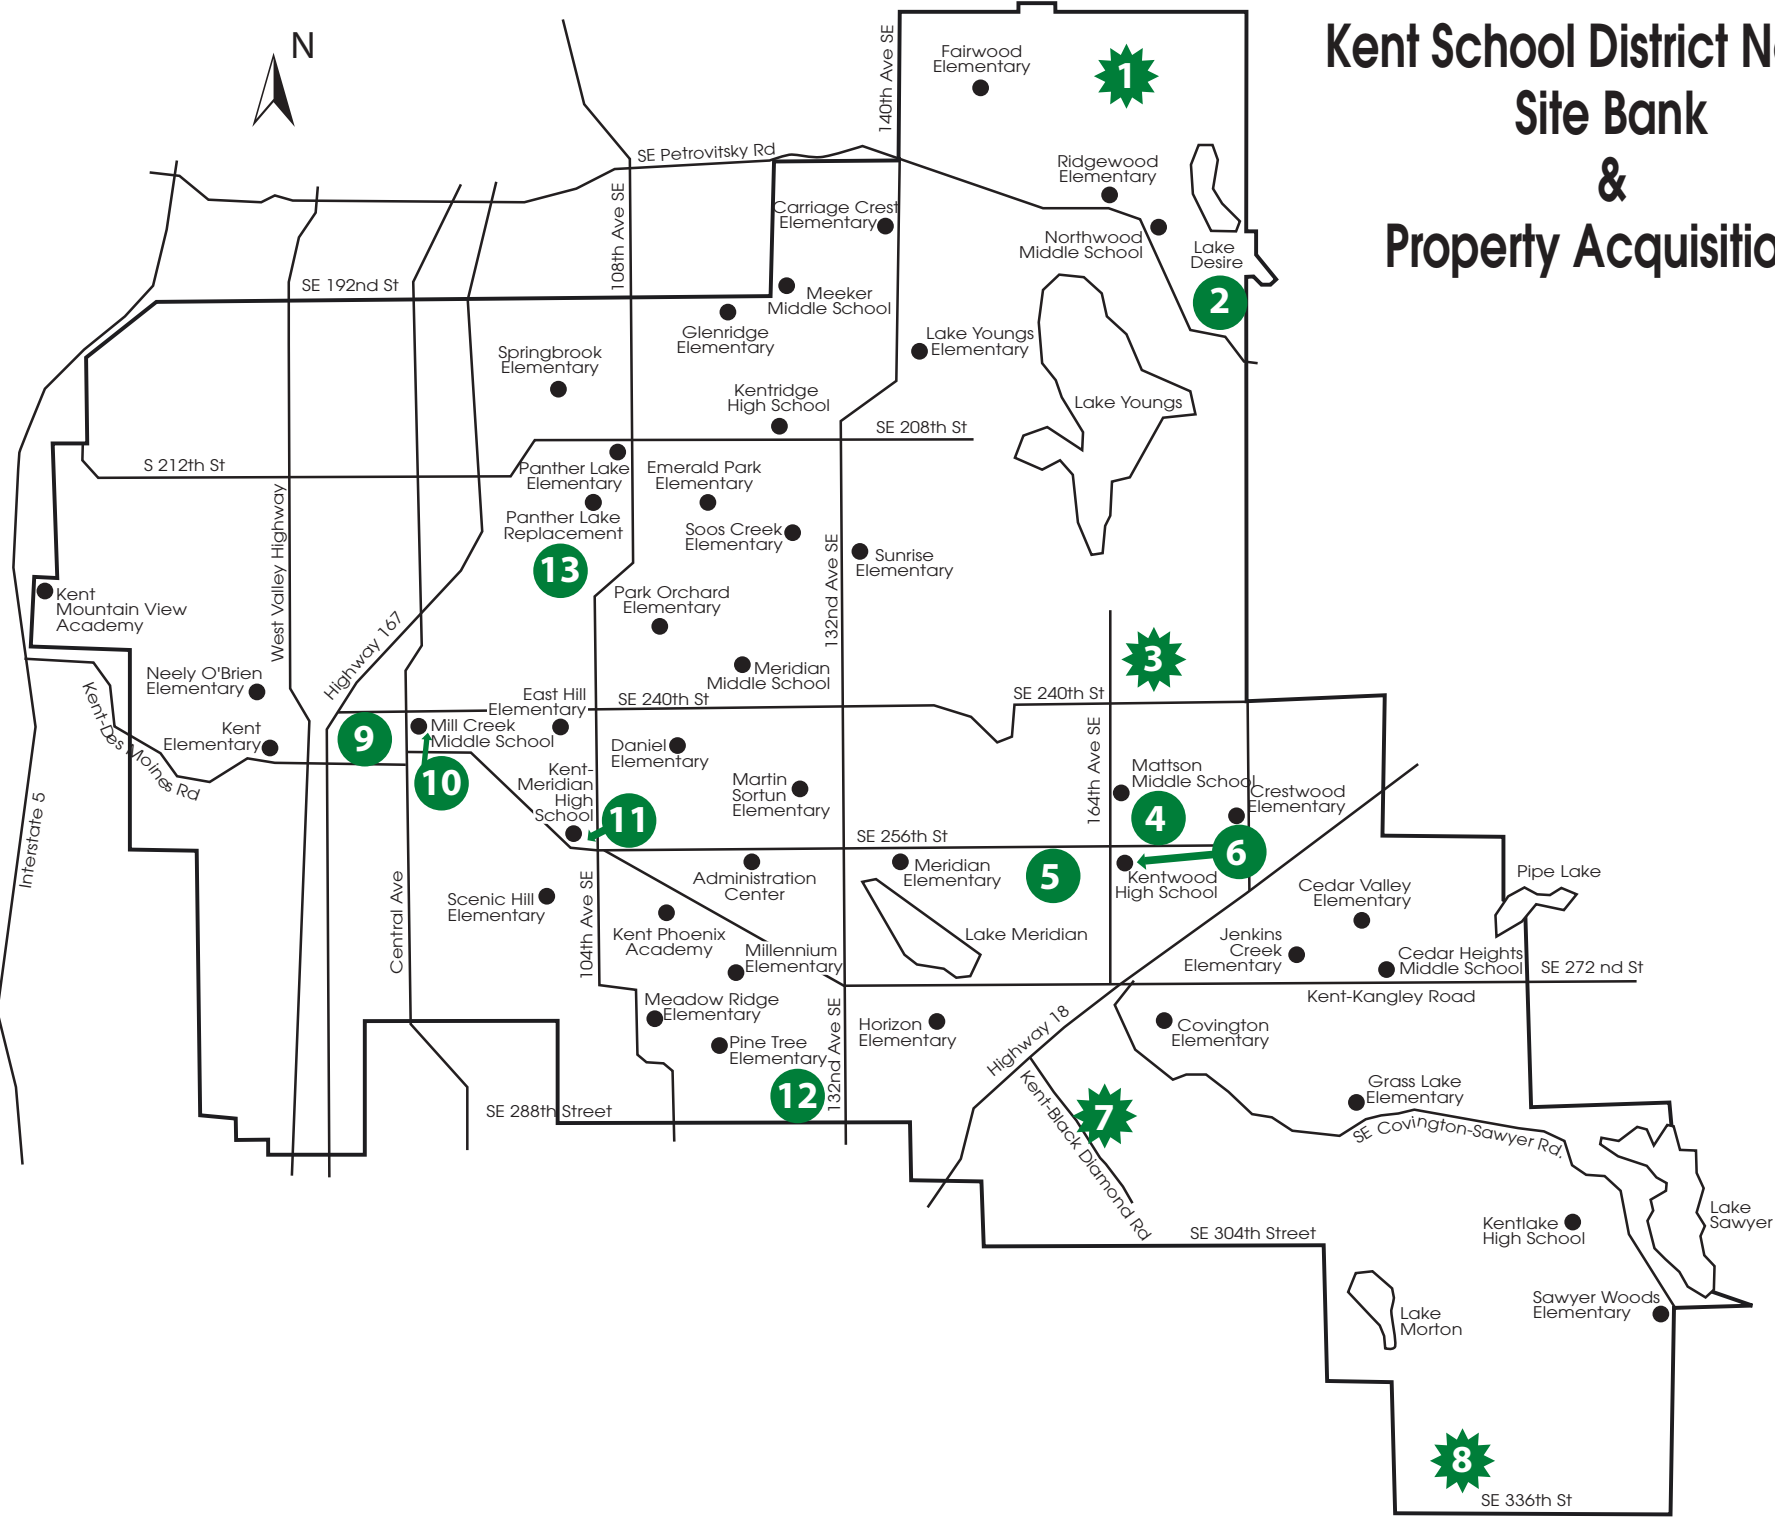 Kent School District N
Site Bank
&
Property Acquisitio
N
140th Ave SE
Fairwood
Elementary
1
SE Petrovitsky Rd
Ridgewood
Elementary
108th Ave SE
Carriage Crest
Elementary
Northwood
Middle School
Lake
Desire
2
SE 192nd St
Meeker
Middle School
Glenridge
Elementary
Lake Youngs
Elementary
Springbrook
Elementary
Kentridge
High School
Lake Youngs
SE 208th St
S 212th St
Panther Lake
Elementary
Emerald Park
Elementary
Panther Lake
Replacement
Soos Creek
Elementary
West Valley Highway
13
132nd Ave SE
Sunrise
Elementary
Kent
Mountain View
Academy
Park Orchard
Elementary
Highway 167
3
Neely O'Brien
Elementary
Meridian
Middle School
East Hill
Elementary
SE 240th St
SE 240th St
Kent-Des Moines Rd
Kent
Elementary
9
Mill Creek
Middle School
Daniel
Elementary
164th Ave SE
Mattson
Middle School
10
Kent-
Meridian
High
School
Martin
Sortun
Elementary
Crestwood
Elementary
4
11
Interstate 5
SE 256th St
6
Meridian
Elementary
5
Kentwood
High School
Administration
Center
Pipe Lake
Cedar Valley
Elementary
Scenic Hill
Elementary
Central Ave
104th Ave SE
Kent Phoenix
Academy
Lake Meridian
Jenkins
Creek
Elementary
Millennium
Elementary
Cedar Heights
Middle School
SE 272 nd St
Kent-Kangley Road
Meadow Ridge
Elementary
132nd Ave SE
Horizon
Elementary
Highway 18
Covington
Elementary
Pine Tree
Elementary
12
SE 288th Street
Kent-Black Diamond Rd
7
Grass Lake
Elementary
SE Covington-Sawyer Rd.
Kentlake
High School
Lake
Sawyer
SE 304th Street
Sawyer Woods
Elementary
Lake
Morton
8
SE 336th St